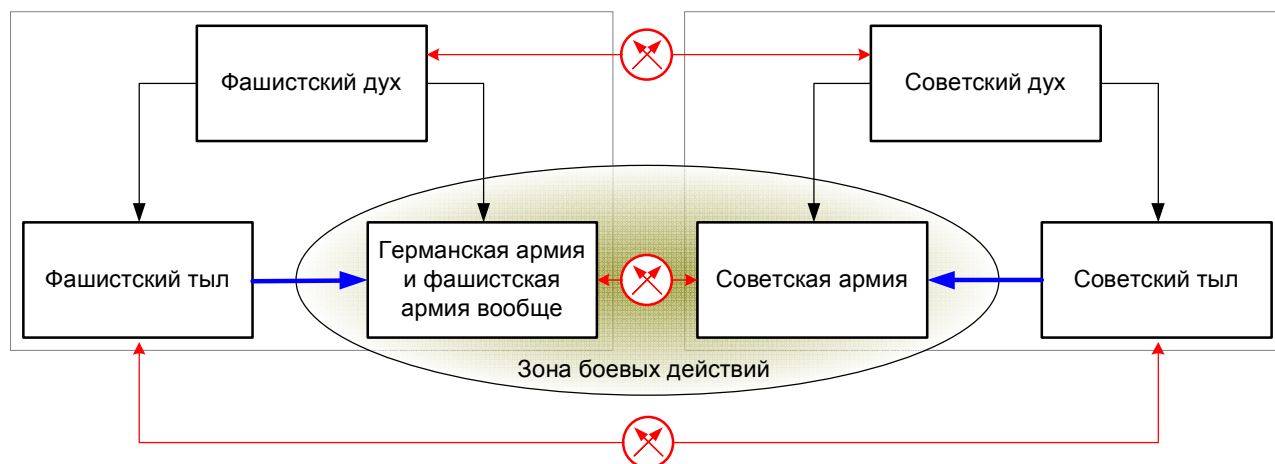 Фашистский дух
Советский дух
Фашистский тыл
Германская армия
и фашистская
армия вообще
Советская армия
Советский тыл
Зона боевых действий